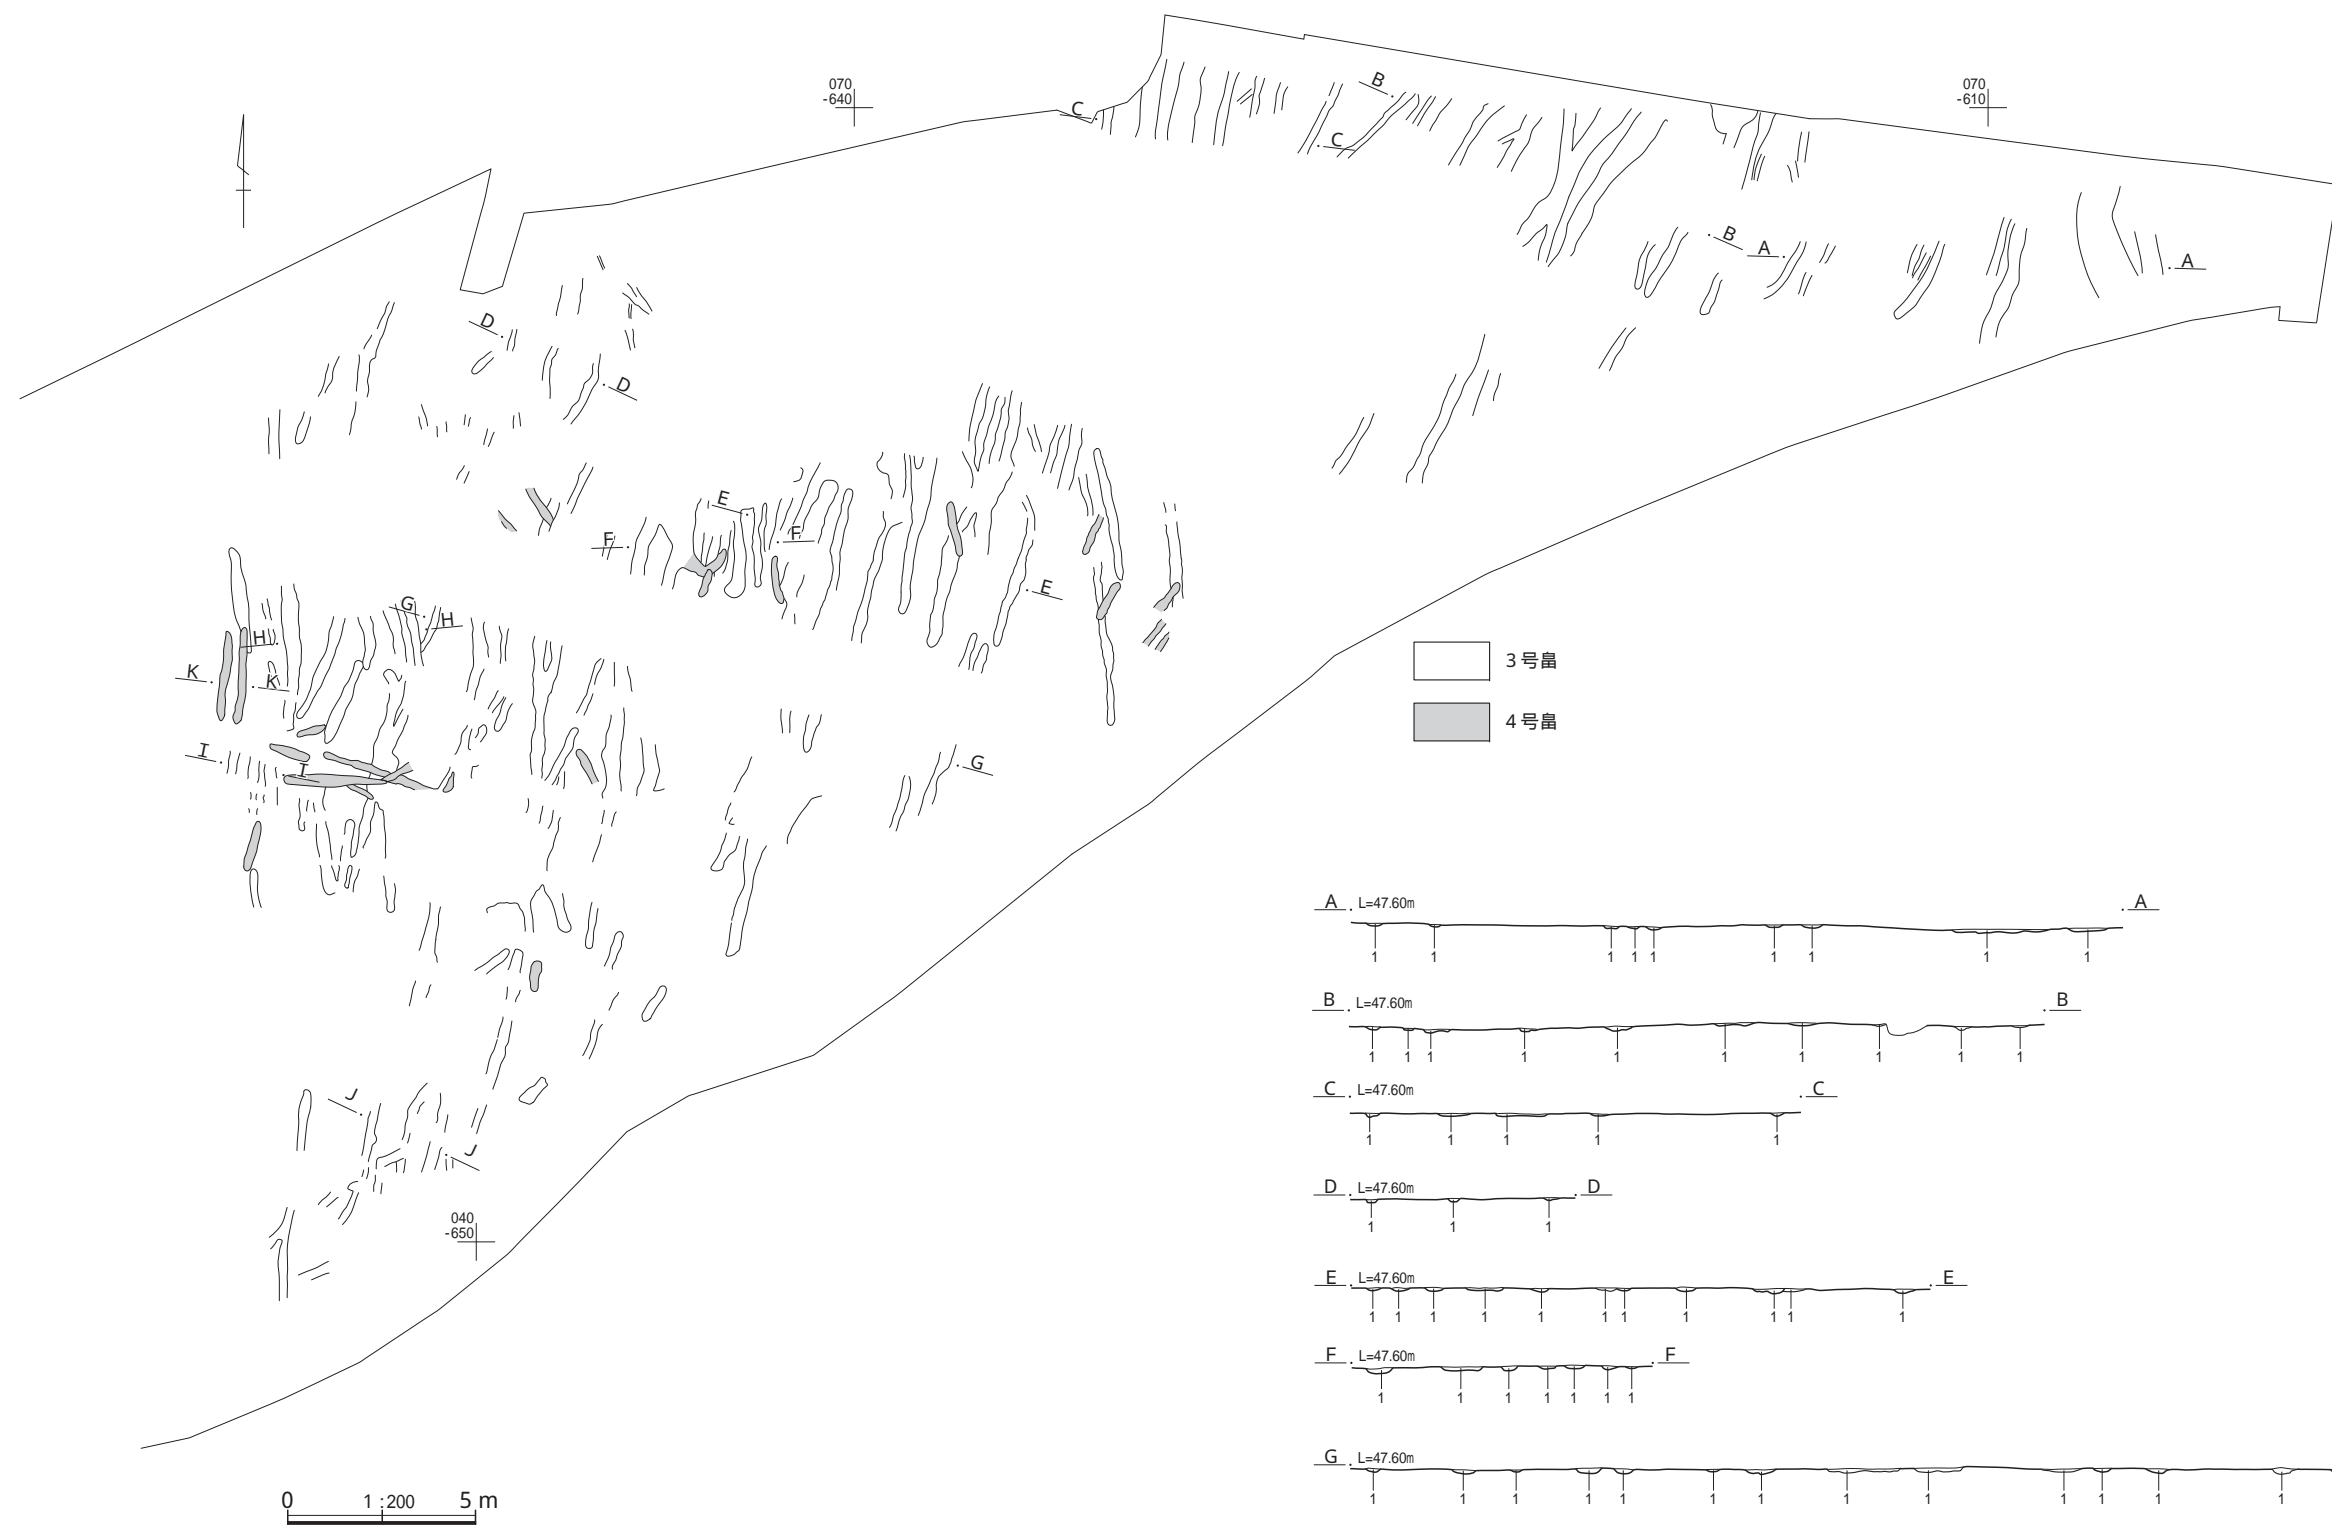 B
070
-640
070
-610
C
C
B
A
A
D
D
E
F
F
E
G
H
H
K
K
3号畠
4号畠
I
I
G
A L=47.60m A
1 1 1 1 1 1 1 1 1
B L=47.60m B
1 1 1 1 1 1 1 1 1 1
J
C L=47.60m C
1 1 1 1 1
J
D L=47.60m D
1 1 1
040
-650
E L=47.60m E
1 1 1 1 1 1 1 1 1 1 1
F L=47.60m F
1 1 1 1 1 1 1
G L=47.60m
1 1 1 1 1 1 1 1 1 1 1 1 1
0 1:200 5 m